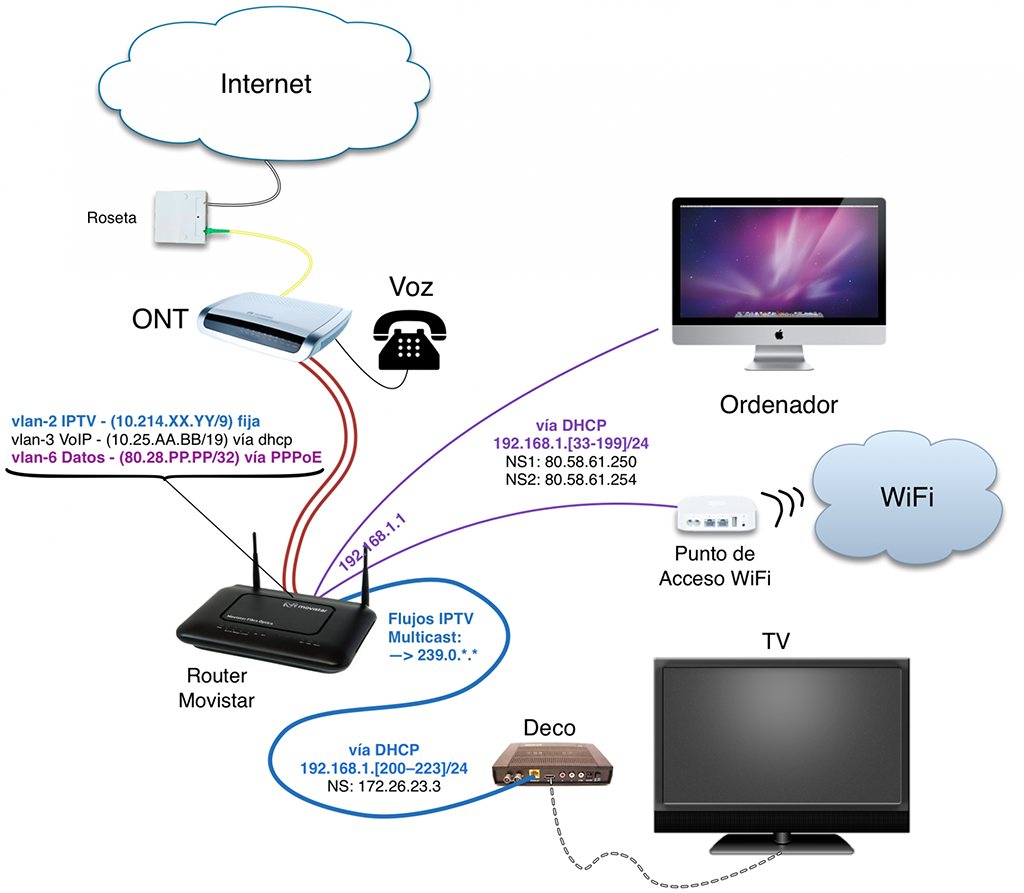 Internet
Roseta
ONT
Voz
vlan-2 IPTV - (10.214.XX.YY/9) fija
vlan-3 VoIP - (10.25.AA.BB/19) vía dhcp
vlan-6 Datos - (80.28.PP.PP/32) vía PPPoE
Ordenador
vía DHCP
192.168.1.[33-199]/24
NS1: 80.58.61.250
NS2: 80.58.61.254
192.168.1.1
WiFi
Punto de
Acceso WiFi
movistar
Router
Movistar
Flujos IPTV
Multicast:
—> 239.0.*.*
TV
Deco
vía DHCP
192.168.1.[200–223]/24
NS: 172.26.23.3